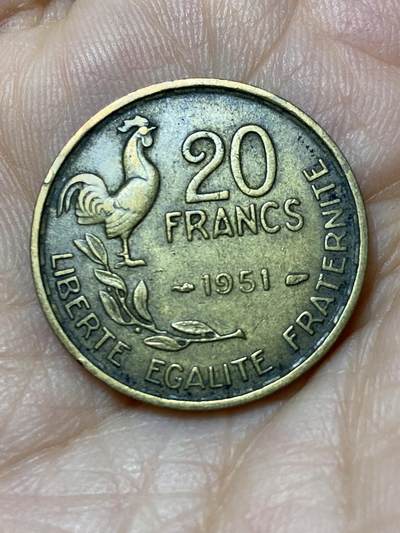 20
FRANCS
1951
LIBERTE EGALITE FRATERNITE